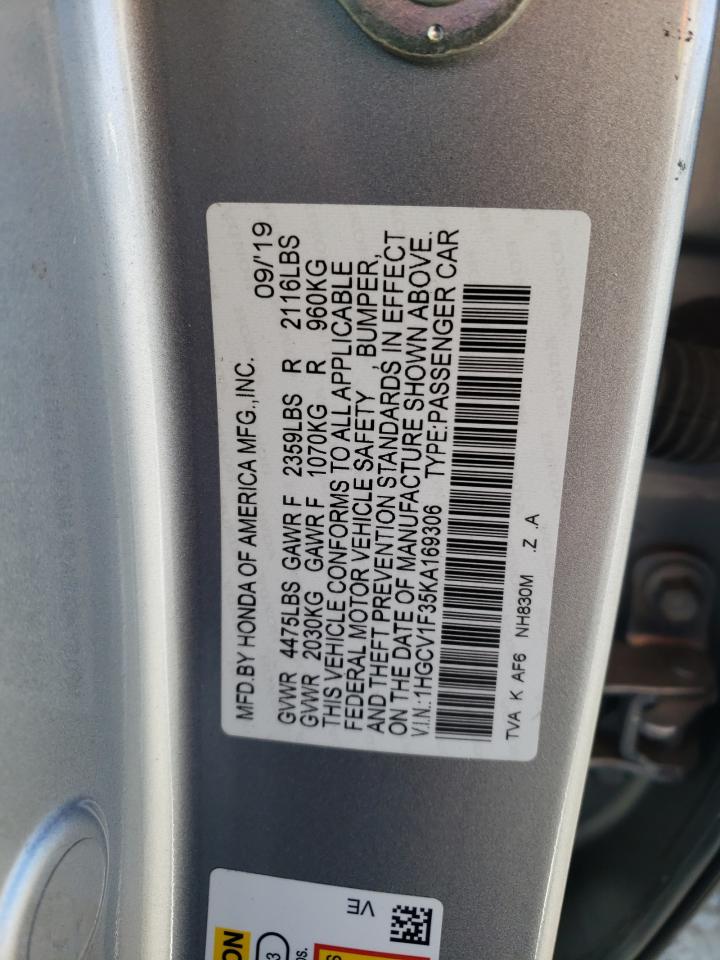 MFD.BY HONDA OF AMERICA MFG.,INC. 09/'19
GVWR 4475LBS GAWR F 2359LBS R 2116LBS
GVWR 2030KG GAWR F 1070KG R 960KG
THIS VEHICLE CONFORMS TO ALL APPLICABLE
FEDERAL MOTOR VEHICLE SAFETY , BUMPER,
AND THEFT PREVENTION STANDARDS IN EFFECT
ON THE DATE OF MANUFACTURE SHOWN ABOVE.
V.I.N.:1HGCV1F35KA169306 TYPE:PASSENGER CAR
TVA K AF6 NH830M .Z .A
VE